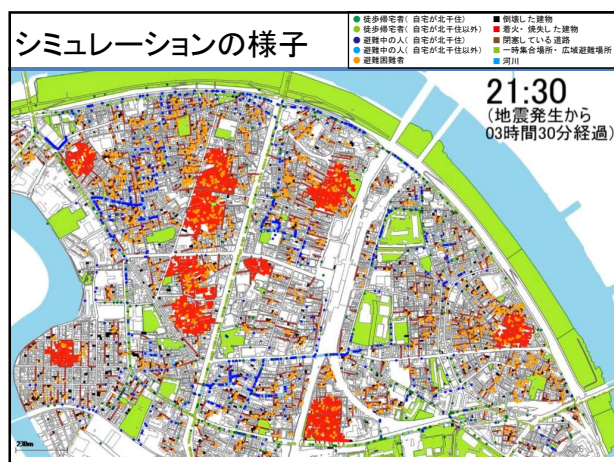 シミュレーションの様子
徒歩帰宅者(自宅が北千住)
徒歩帰宅者(自宅が北千住以外)
避難中の人(自宅が北千住)
避難中の人(自宅が北千住以外)
避難困難者
倒壊した建物
着火・焼失した建物
閉塞している道路
一時集合場所・広域避難場所
河川
21:30
(地震発生から
03時間30分経過)
230m